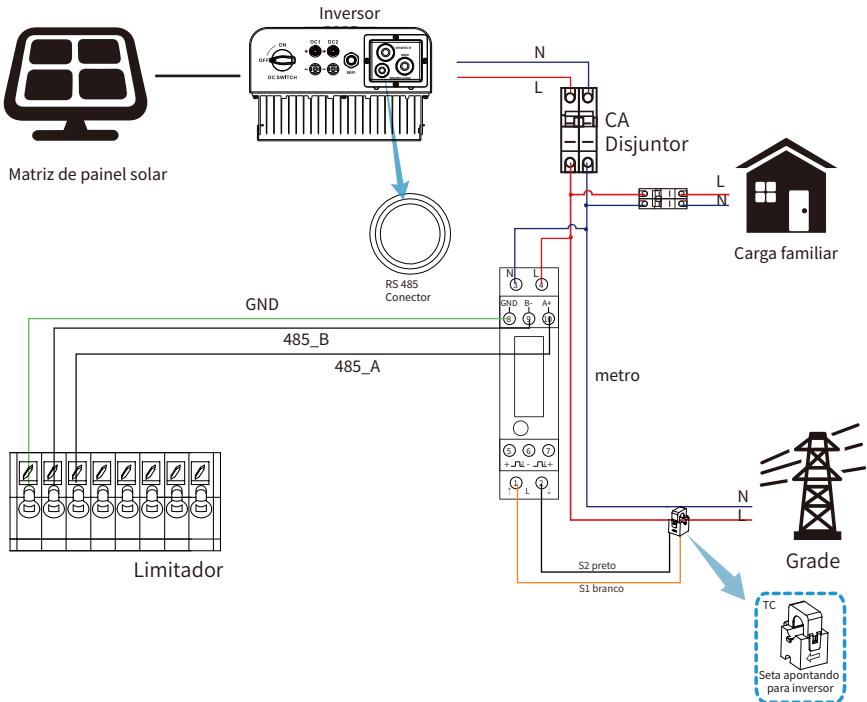 Inversor
ON
OFF
DC SWITCH
DC1
DC2
+
+
-
-
WiFi
N
L
CA
Disjuntor
Matriz de painel solar
L
N
Carga familiar
RS 485
Conector
N
L
3
4
GND
B-
A+
8
9
10
GND
485_B
485_A
metro
5
6
7
+
-
+
1
2
↑
L
↓
N
L
Limitador
S2 preto
S1 branco
Grade
TC
Seta apontando
para inversor